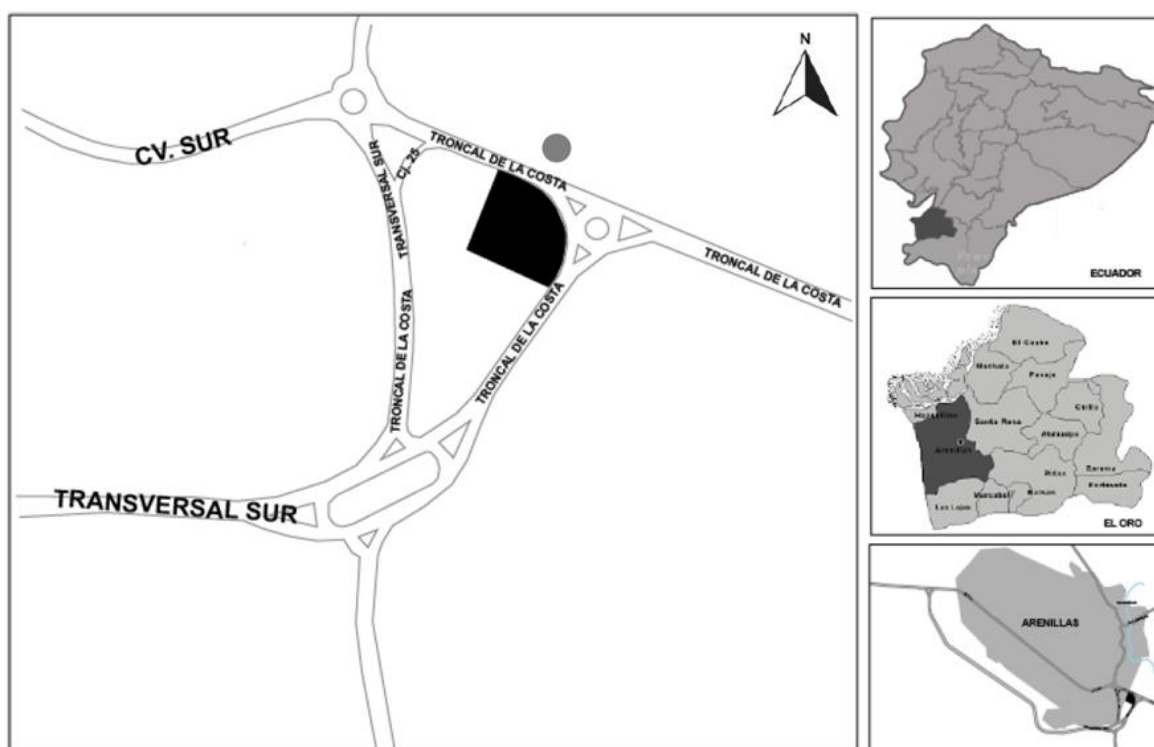 N
CV. SUR
TRONCAL DE LA COSTA
TRANSVERSAL SUR
Cj. 25
TRONCAL DE LA COSTA
TRONCAL DE LA COSTA
TRONCAL DE LA COSTA
TRANSVERSAL SUR
ECUADOR
El Guabo
Machala
Pasaje
Chilla
Santa Rosa
Atahualpa
Arenillas
Piñas
Zaruma
Portovelo
Marcabelí
Balsas
Las Lajas
EL ORO
ARENILLAS